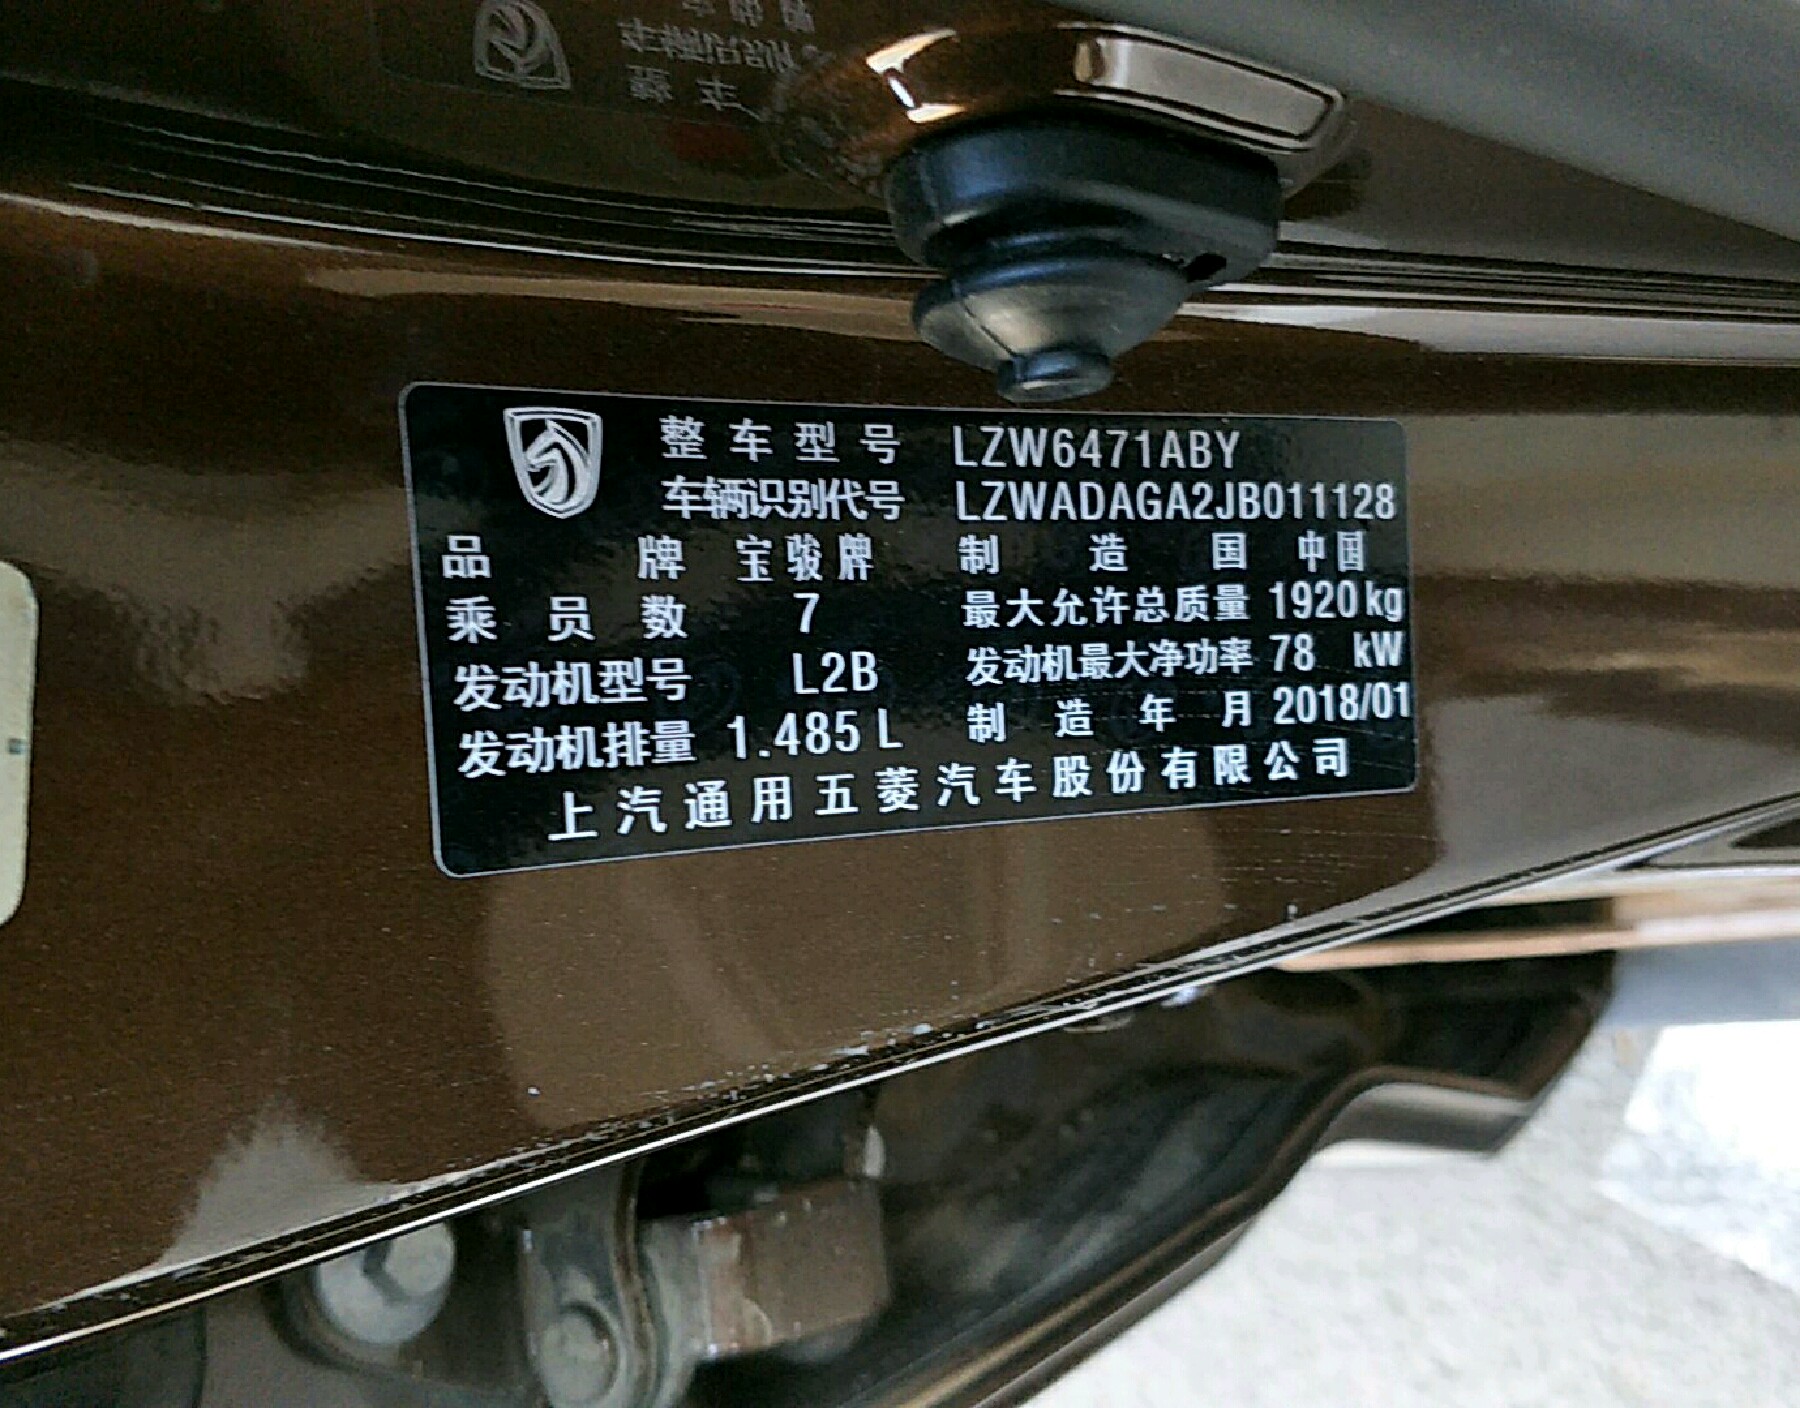 整车型号 LZW6471ABY
车辆识别代号 LZWADAGA2JB011128
品牌 宝骏牌 制造国 中国
乘员数 7 最大允许总质量 1920kg
发动机型号 L2B 发动机最大净功率 78 kW
发动机排量 1.485 L 制造年月 2018/01
上汽通用五菱汽车股份有限公司